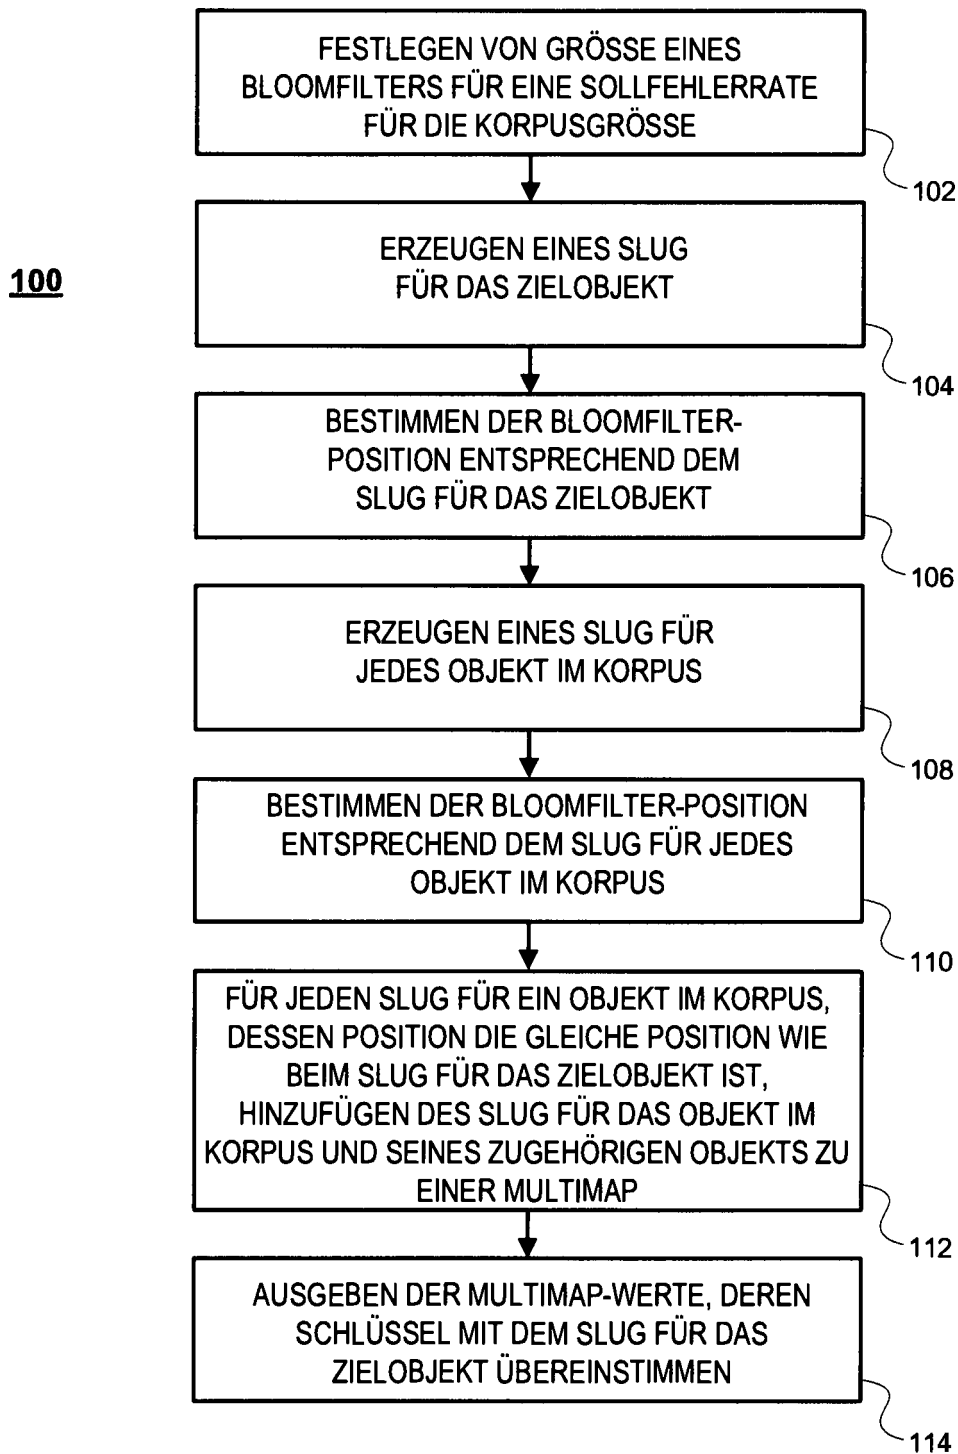 FESTLEGEN VON GRÖSSE EINES
BLOOMFILTERS FÜR EINE SOLLFEHLERRATE
FÜR DIE KORPUSGRÖSSE
102
ERZEUGEN EINES SLUG
FÜR DAS ZIELOBJEKT
100
104
BESTIMMEN DER BLOOMFILTER-
POSITION ENTSPRECHEND DEM
SLUG FÜR DAS ZIELOBJEKT
106
ERZEUGEN EINES SLUG FÜR
JEDES OBJEKT IM KORPUS
108
BESTIMMEN DER BLOOMFILTER-POSITION
ENTSPRECHEND DEM SLUG FÜR JEDES
OBJEKT IM KORPUS
110
FÜR JEDEN SLUG FÜR EIN OBJEKT IM KORPUS,
DESSEN POSITION DIE GLEICHE POSITION WIE
BEIM SLUG FÜR DAS ZIELOBJEKT IST,
HINZUFÜGEN DES SLUG FÜR DAS OBJEKT IM
KORPUS UND SEINES ZUGEHÖRIGEN OBJEKTS ZU
EINER MULTIMAP
112
AUSGEBEN DER MULTIMAP-WERTE, DEREN
SCHLÜSSEL MIT DEM SLUG FÜR DAS
ZIELOBJEKT ÜBEREINSTIMMEN
114